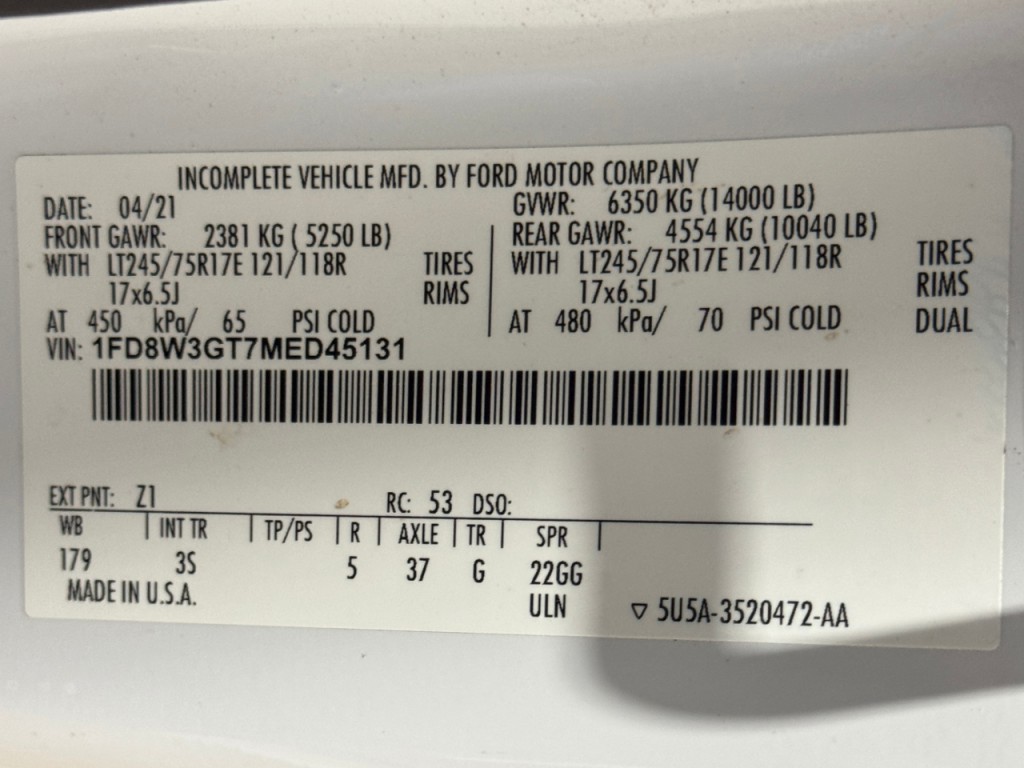 INCOMPLETE VEHICLE MFD. BY FORD MOTOR COMPANY
DATE: 04/21 GVWR: 6350 KG (14000 LB)
FRONT GAWR: 2381 KG ( 5250 LB) REAR GAWR: 4554 KG (10040 LB)
WITH LT245/75R17E 121/118R TIRES WITH LT245/75R17E 121/118R TIRES
17x6.5J RIMS 17x6.5J RIMS
AT 450 kPa/ 65 PSI COLD AT 480 kPa/ 70 PSI COLD DUAL
VIN: 1FD8W3GT7MED45131
EXT PNT: Z1 RC: 53 DSO:
WB INT TR TP/PS R AXLE TR SPR
179 3S 5 37 G 22GG
MADE IN U.S.A. ULN ▽ 5U5A-3520472-AA